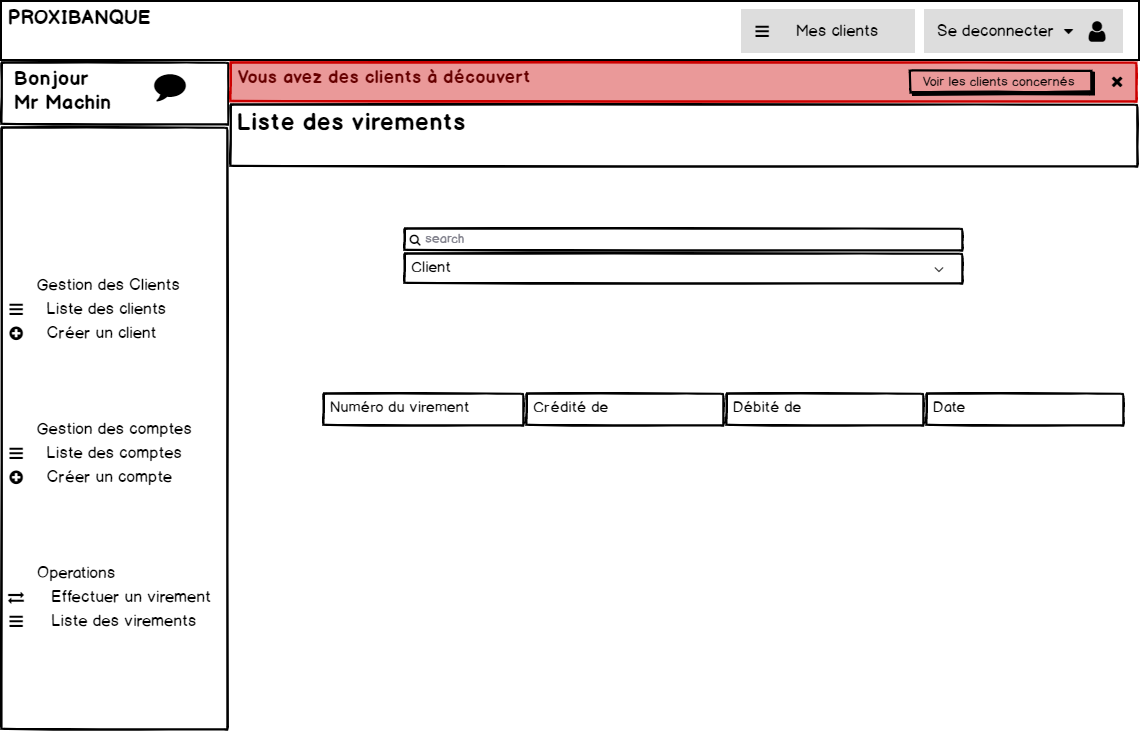 PROXIBANQUE
Mes clients
Se deconnecter
Bonjour
Mr Machin
Vous avez des clients à découvert
Voir les clients concernés
Liste des virements
search
Client
Gestion des Clients
Liste des clients
Créer un client
Gestion des comptes
Liste des comptes
Créer un compte
Operations
Effectuer un virement
Liste des virements
Numéro du virement
Crédité de
Débité de
Date